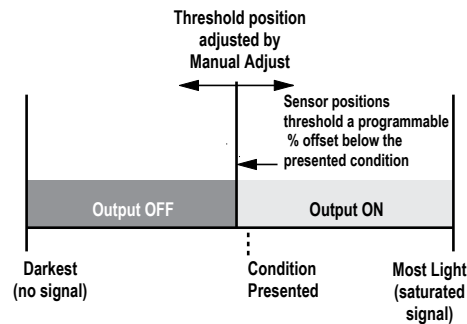 Threshold position
adjusted by
Manual Adjust
Sensor positions
threshold a programmable
% offset below the
presented condition
Output OFF
Output ON
Darkest
(no signal)
Condition
Presented
Most Light
(saturated
signal)